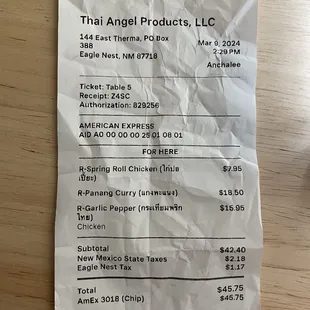 Thai Angel Products, LLC
144 East Therma, PO Box
388
Eagle Nest, NM 87718
Mar 9, 2024
2:29 PM
Anchalee
Ticket: Table 5
Receipt: Z4SC
Authorization: 829256
AMERICAN EXPRESS
AID A0 00 00 00 25 01 08 01
FOR HERE
R-Spring Roll Chicken (ไก่ปอ $7.95
เปี๊ยะ)
R-Panang Curry (แกงพะแนง) $18.50
R-Garlic Pepper (กระเทียมพริก $15.95
ไทย)
Chicken
Subtotal $42.40
New Mexico State Taxes $2.18
Eagle Nest Tax $1.17
Total $45.75
AmEx 3018 (Chip) $45.75